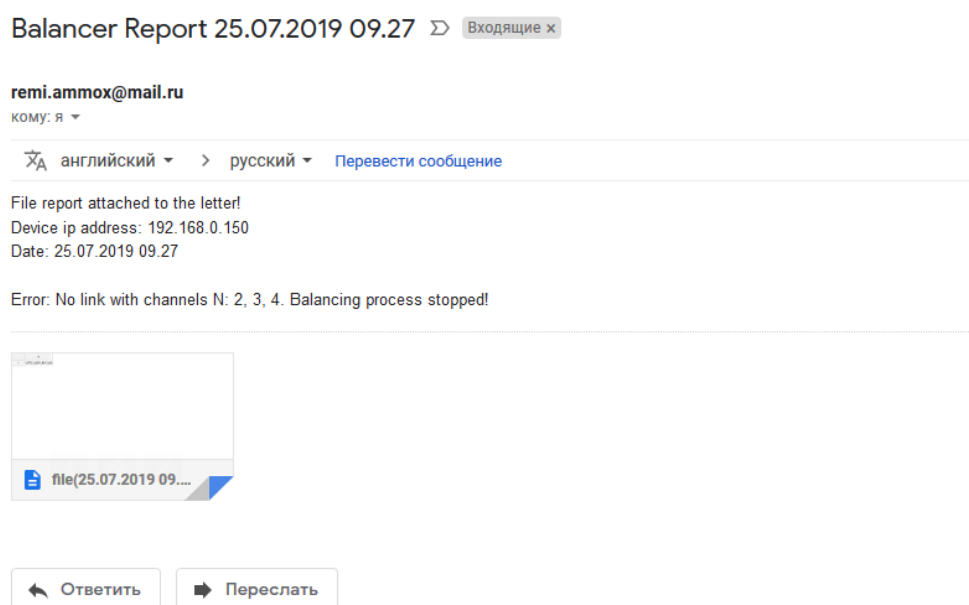 Balancer Report 25.07.2019 09.27 Входящие ×
remi.ammox@mail.ru
кому: я
английский > русский Перевести сообщение
File report attached to the letter!
Device ip address: 192.168.0.150
Date: 25.07.2019 09.27
Error: No link with channels N: 2, 3, 4. Balancing process stopped!
file(25.07.2019 09....
Ответить Переслать